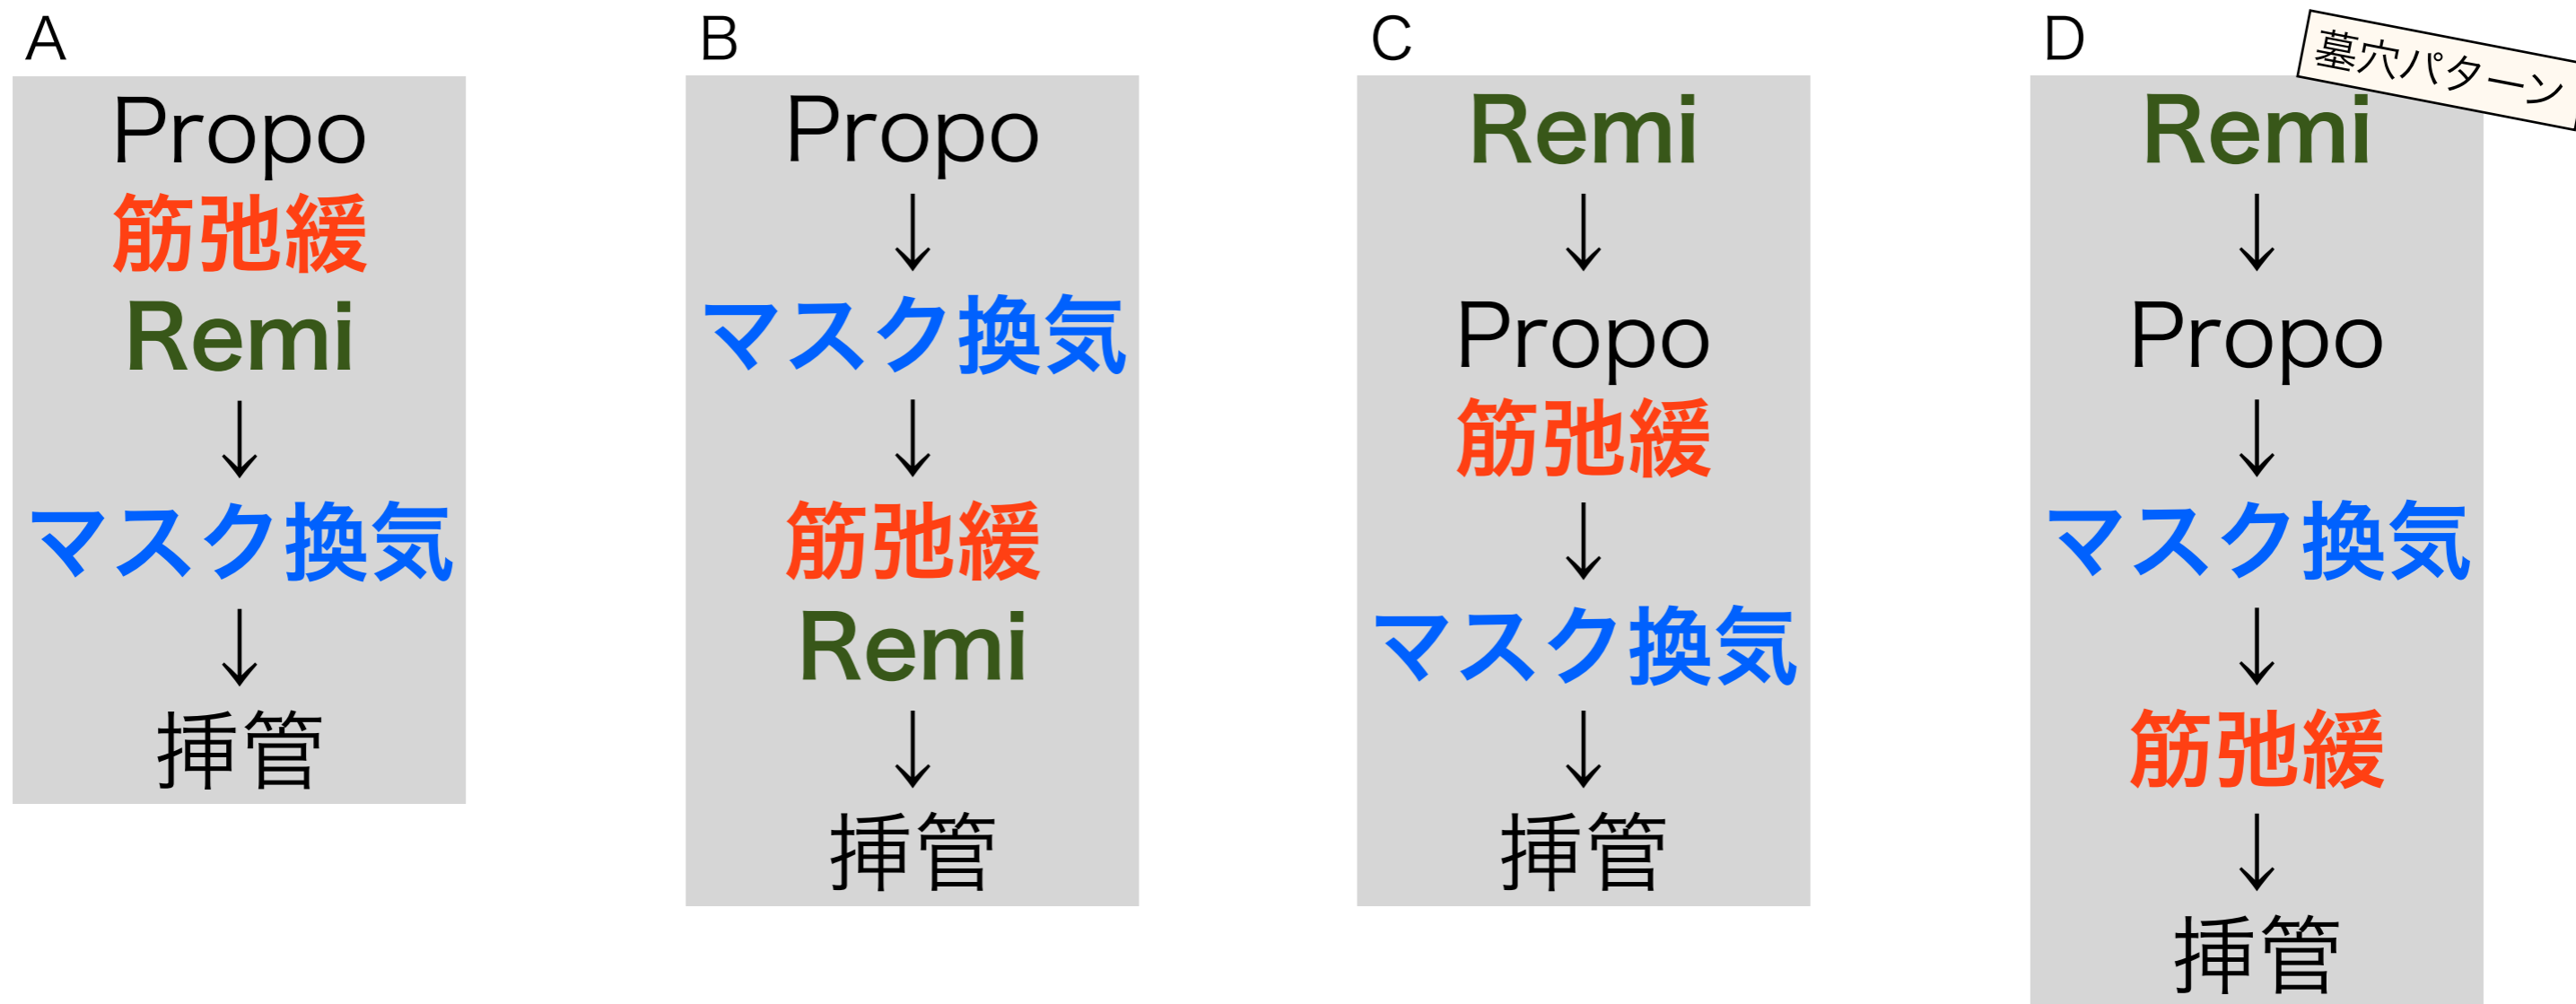 A
Propo
筋弛緩
Remi
↓
マスク換気
↓
挿管
B
Propo
↓
マスク換気
↓
筋弛緩
Remi
↓
挿管
C
Remi
↓
Propo
筋弛緩
↓
マスク換気
↓
挿管
D
墓穴パターン
Remi
↓
Propo
↓
マスク換気
↓
筋弛緩
↓
挿管